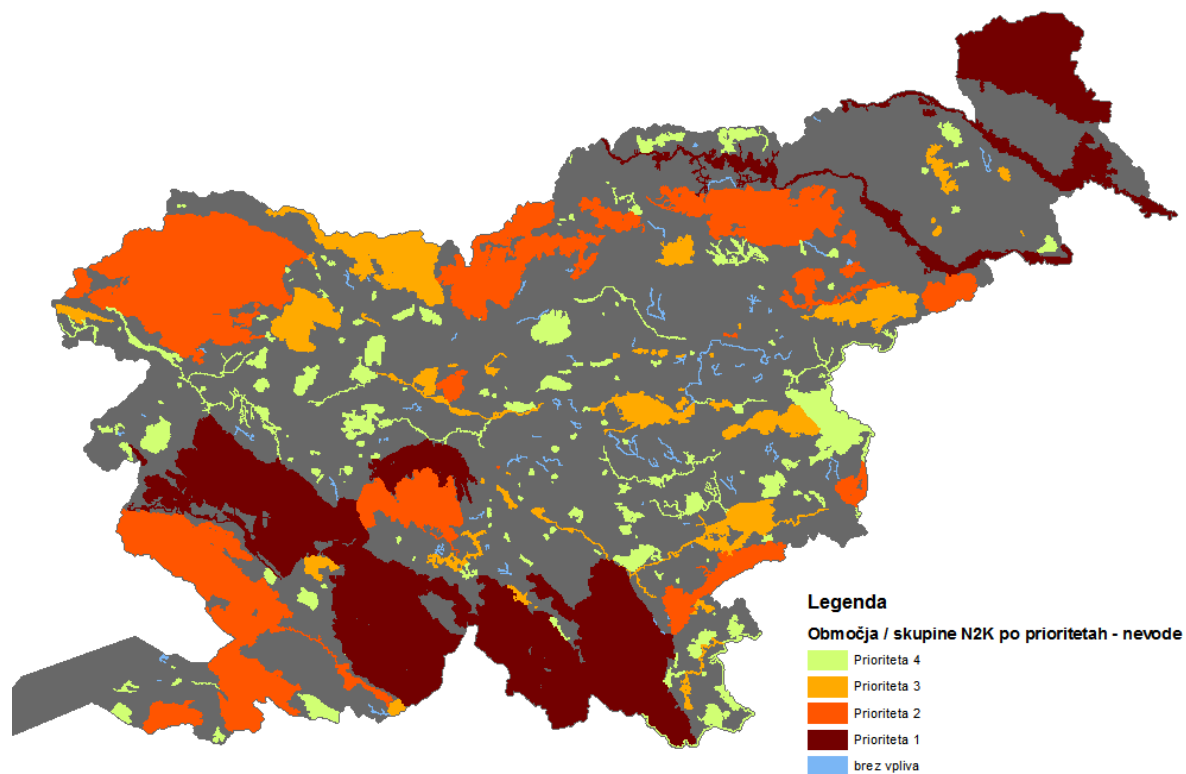 Legenda
Območja / skupine N2K po prioritetah - nevode
Prioriteta 4
Prioriteta 3
Prioriteta 2
Prioriteta 1
brez vpliva